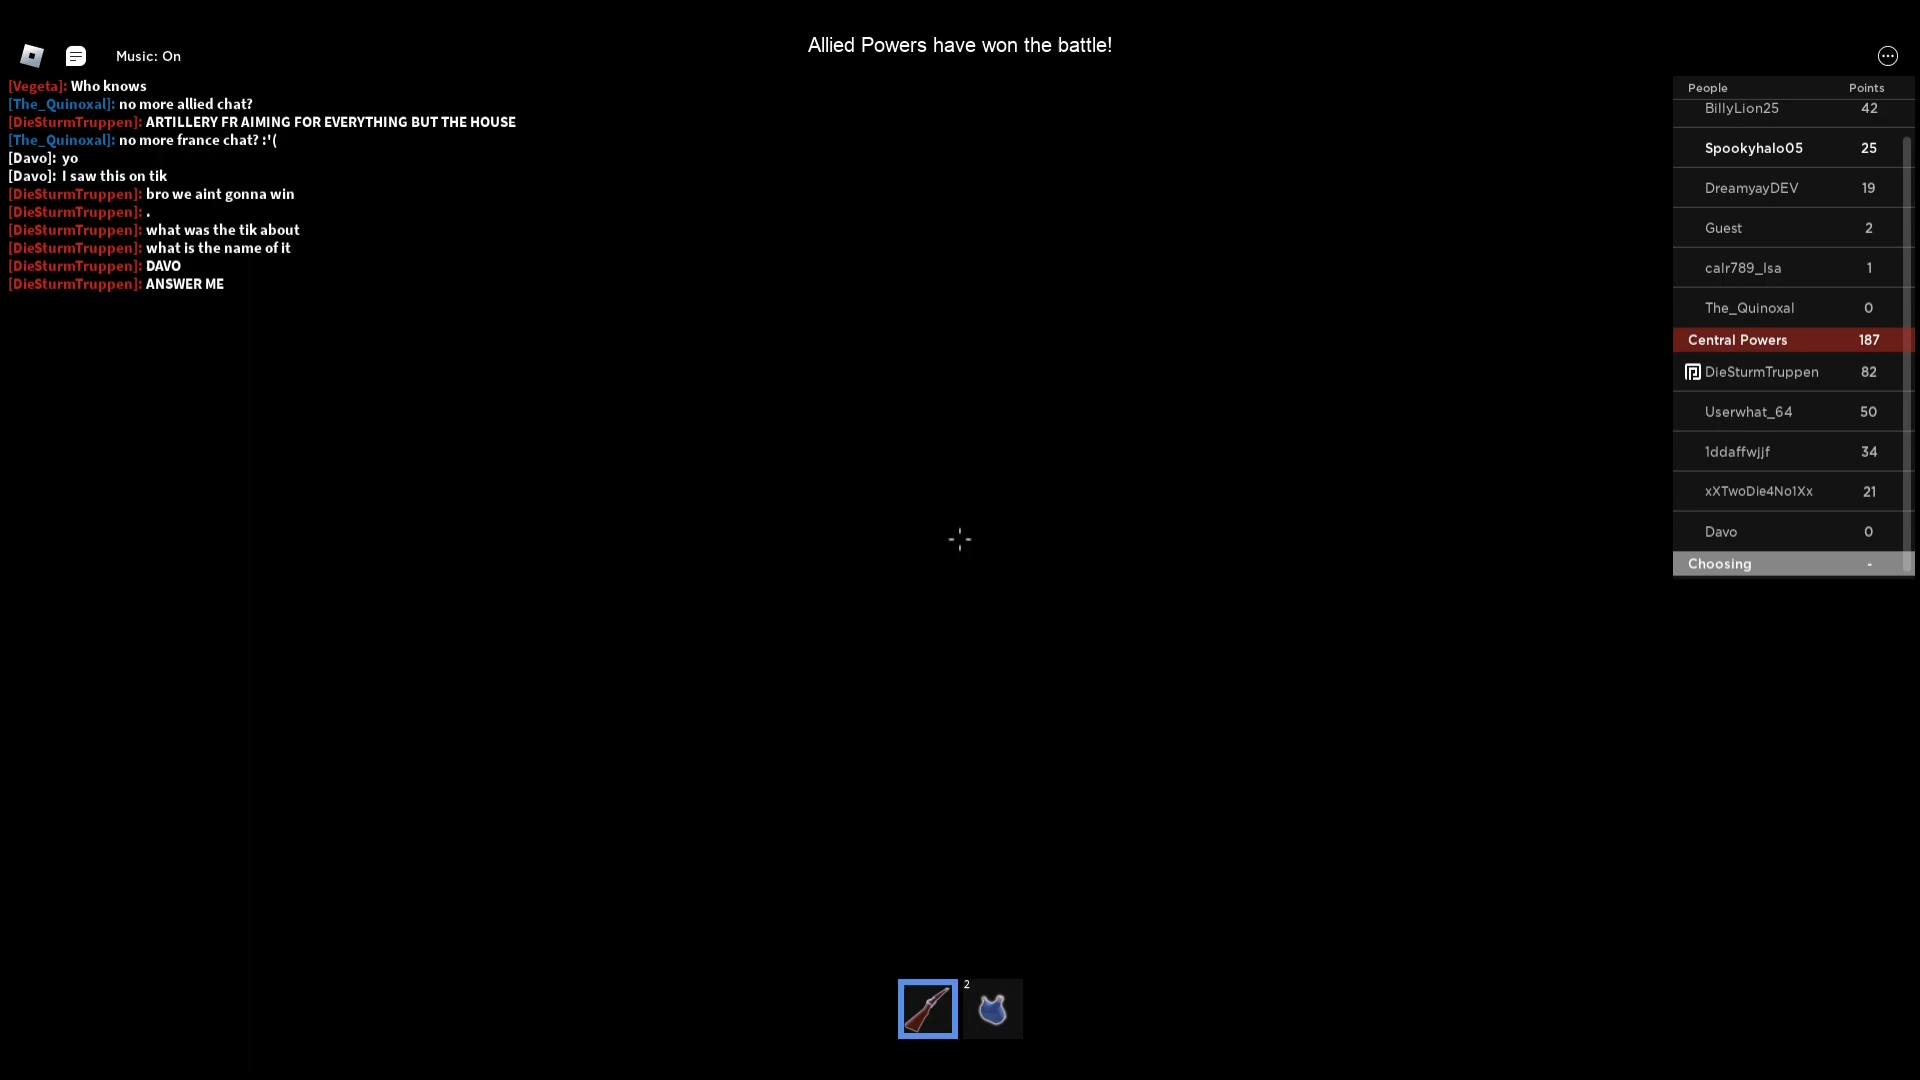 Allied Powers have won the battle!
Music: On
[Vegeta]: Who knows
[The_Quinoxal]: no more allied chat?
[DieSturmTruppen]: ARTILLERY FR AIMING FOR EVERYTHING BUT THE HOUSE
[The_Quinoxal]: no more france chat? :'(
[Davo]: yo
[Davo]: I saw this on tik
[DieSturmTruppen]: bro we aint gonna win
[DieSturmTruppen]: .
[DieSturmTruppen]: what was the tik about
[DieSturmTruppen]: what is the name of it
[DieSturmTruppen]: DAVO
[DieSturmTruppen]: ANSWER ME
People Points
BillyLion25 42
Spookyhalo05 25
DreamyayDEV 19
Guest 2
calr789_lsa 1
The_Quinoxal 0
Central Powers 187
DieSturmTruppen 82
Userwhat_64 50
1ddaffwjjf 34
xXTwoDie4No1Xx 21
Davo 0
Choosing -
2